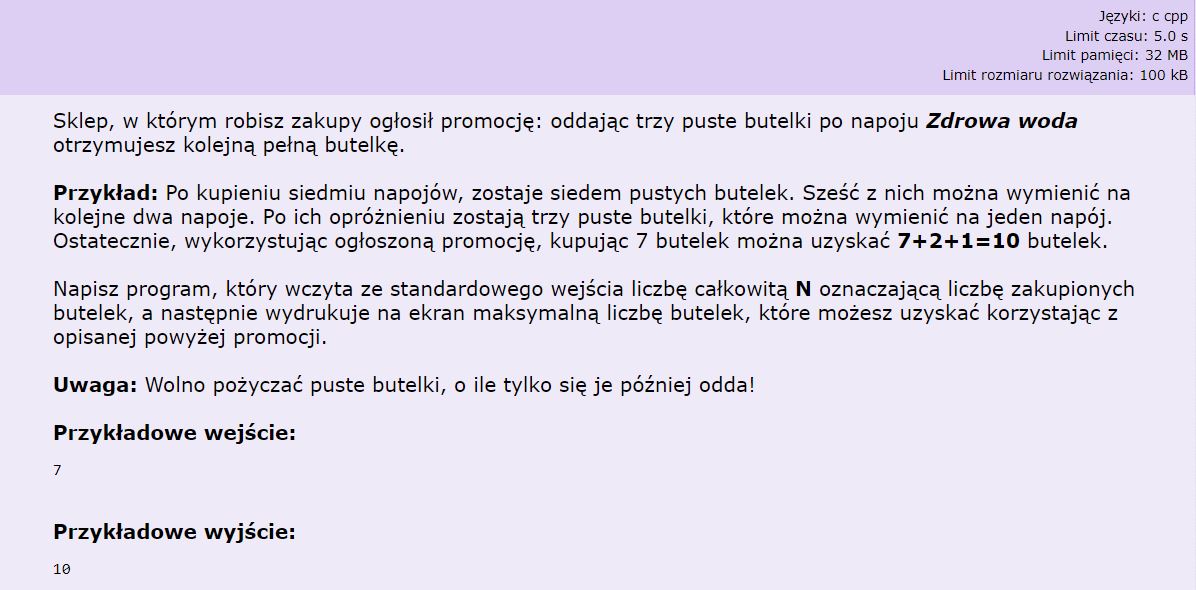 Języki: c cpp
Limit czasu: 5.0 s
Limit pamięci: 32 MB
Limit rozmiaru rozwiązania: 100 kB
Sklep, w którym robisz zakupy ogłosił promocję: oddając trzy puste butelki po napoju Zdrowa woda
otrzymujesz kolejną pełną butelkę.
Przykład: Po kupieniu siedmiu napojów, zostaje siedem pustych butelek. Sześć z nich można wymienić na
kolejne dwa napoje. Po ich opróżnieniu zostają trzy puste butelki, które można wymienić na jeden napój.
Ostatecznie, wykorzystując ogłoszoną promocję, kupując 7 butelek można uzyskać 7+2+1=10 butelek.
Napisz program, który wczyta ze standardowego wejścia liczbę całkowitą N oznaczającą liczbę zakupionych
butelek, a następnie wydrukuje na ekran maksymalną liczbę butelek, które możesz uzyskać korzystając z
opisanej powyżej promocji.
Uwaga: Wolno pożyczać puste butelki, o ile tylko się je później odda!
Przykładowe wejście:
7
Przykładowe wyjście:
10